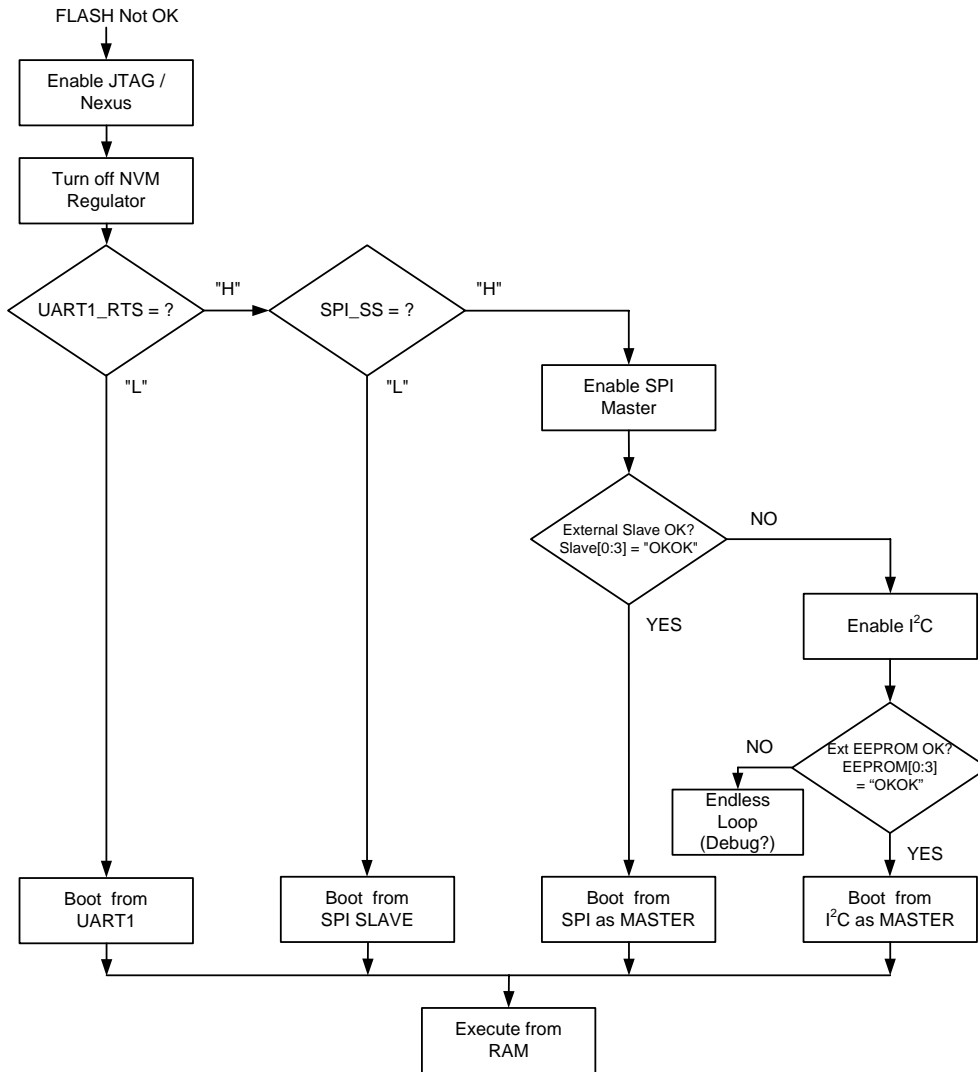 FLASH Not OK
Enable JTAG /
Nexus
Turn off NVM
Regulator
UART1_RTS = ?
"H"
SPI_SS = ?
"H"
"L"
"L"
Enable SPI
Master
External Slave OK?
Slave[0:3] = "OKOK"
NO
YES
Enable I²C
Ext EEPROM OK?
EEPROM[0:3]
= “OKOK”
NO
Endless
Loop
(Debug?)
YES
Boot from
UART1
Boot from
SPI SLAVE
Boot from
SPI as MASTER
Boot from
I²C as MASTER
Execute from
RAM